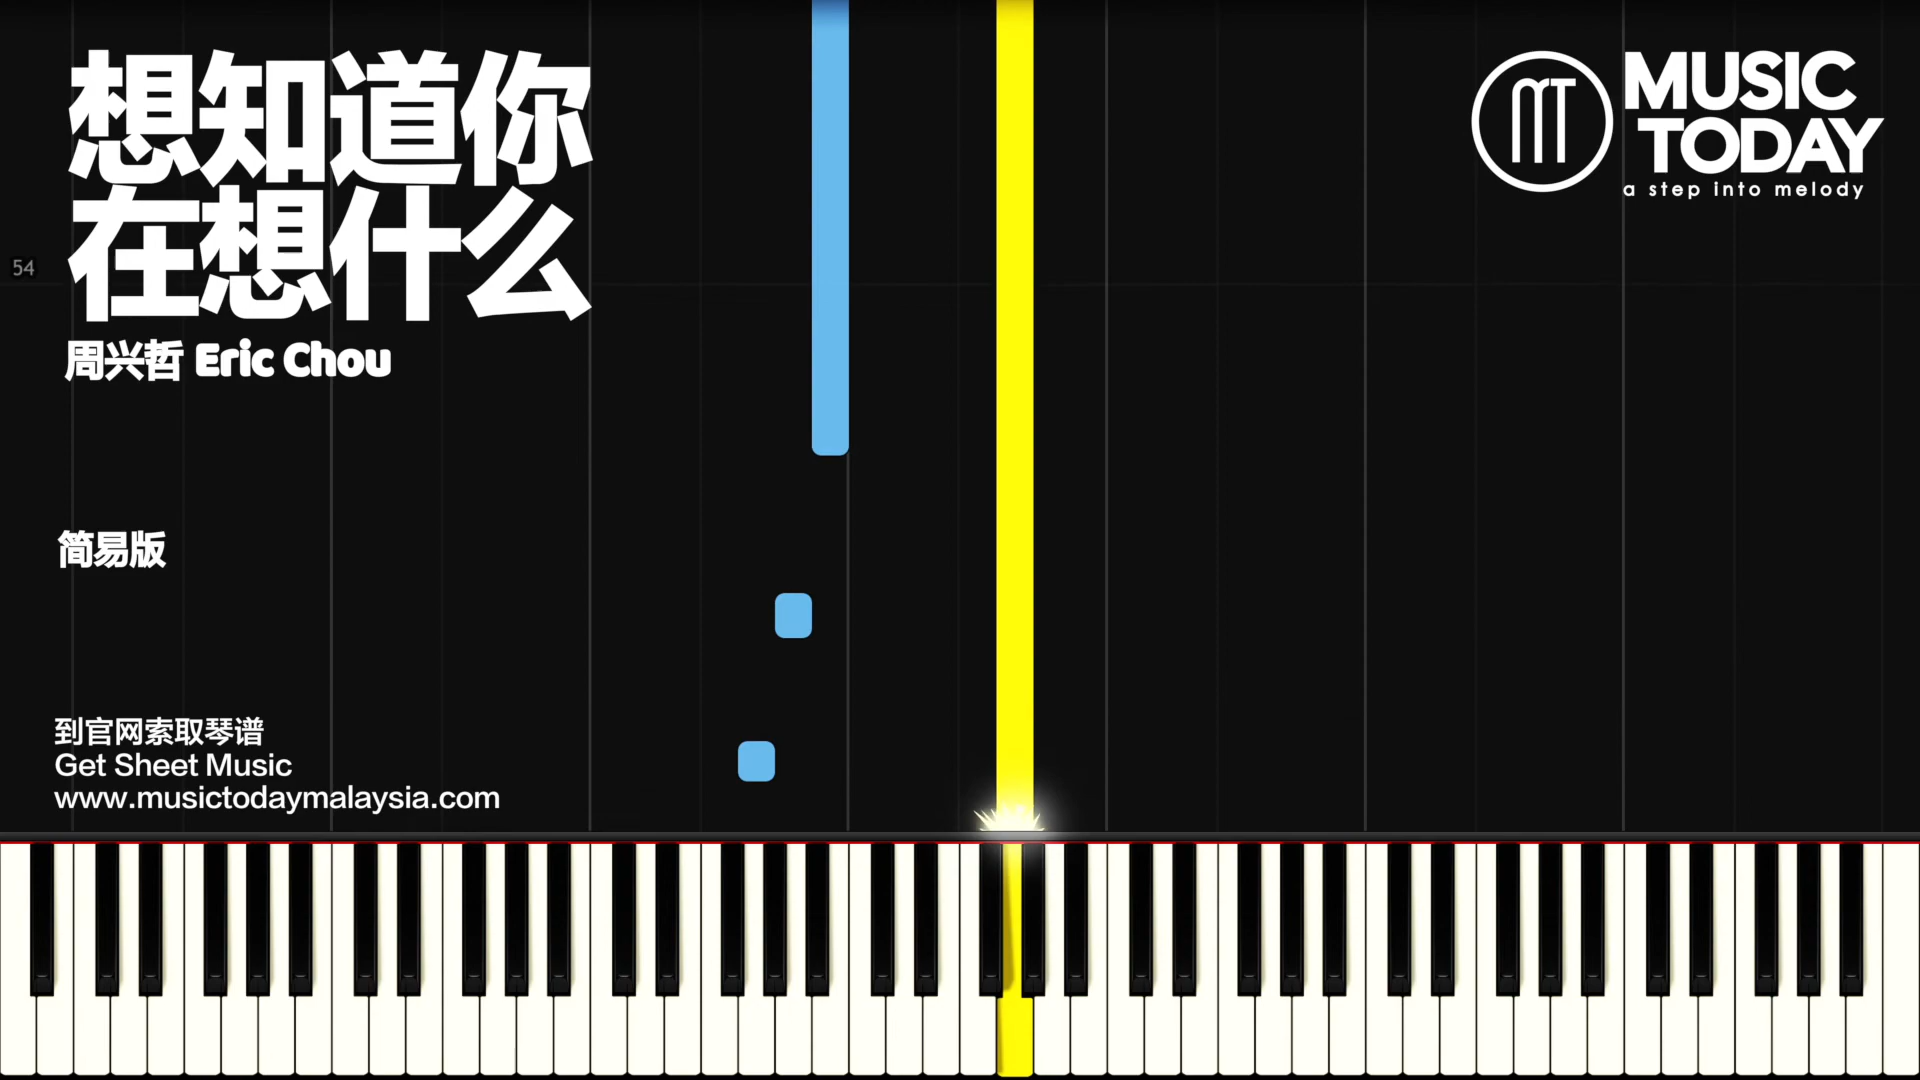 想知道你
在想什么
周兴哲 Eric Chou
54
简易版
到官网索取琴谱
Get Sheet Music
www.musictodaymalaysia.com
MT
MUSIC
TODAY
a step into melody